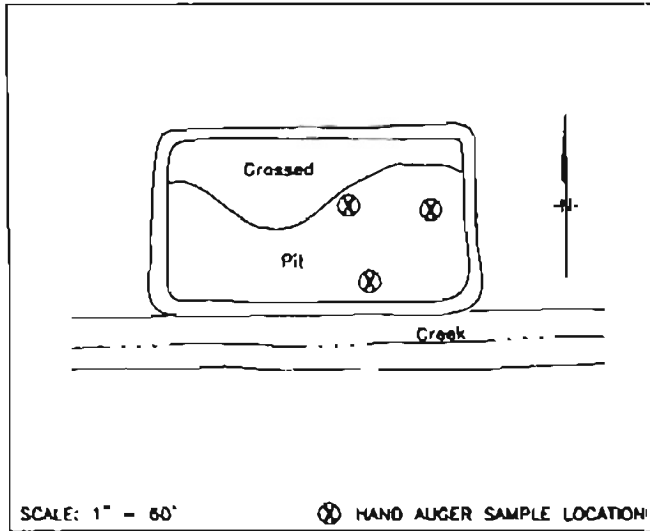 Grassed
N
Pit
Creek
SCALE: 1" = 60'
HAND AUGER SAMPLE LOCATION